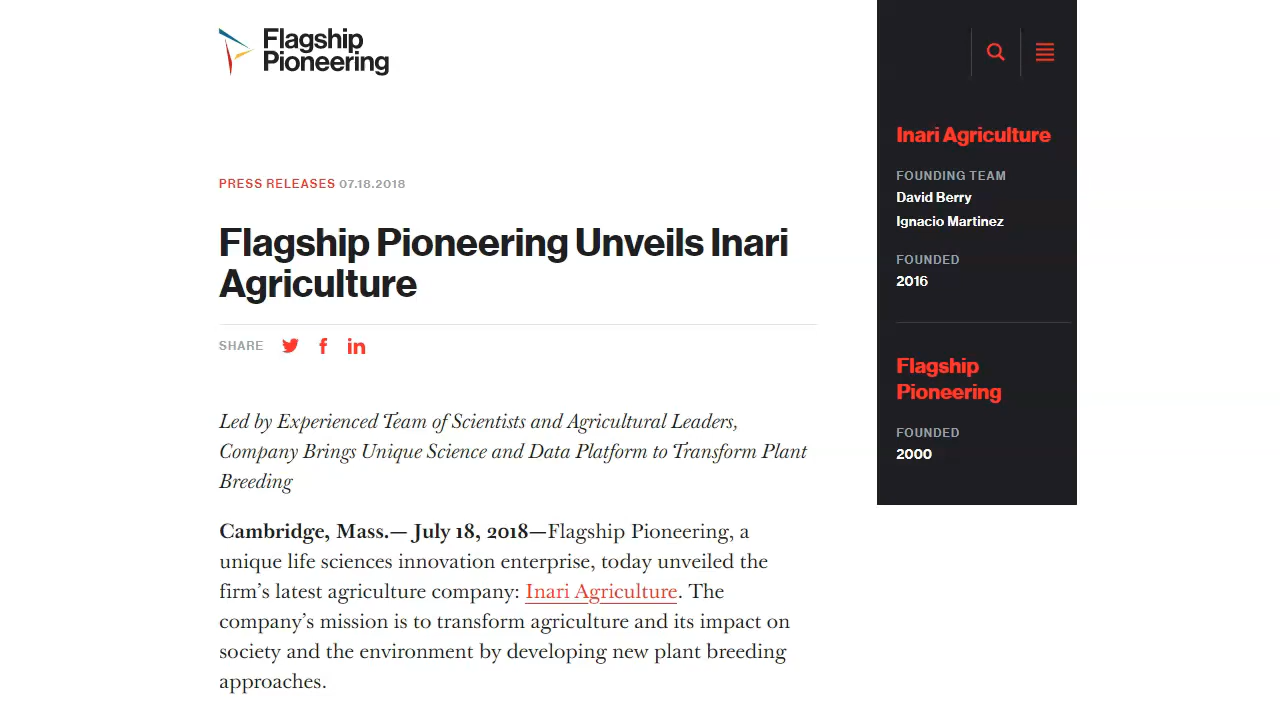 Flagship
Pioneering
PRESS RELEASES 07.18.2018
Flagship Pioneering Unveils Inari
Agriculture
SHARE
Led by Experienced Team of Scientists and Agricultural Leaders,
Company Brings Unique Science and Data Platform to Transform Plant
Breeding
Cambridge, Mass.— July 18, 2018—Flagship Pioneering, a
unique life sciences innovation enterprise, today unveiled the
firm’s latest agriculture company: Inari Agriculture. The
company’s mission is to transform agriculture and its impact on
society and the environment by developing new plant breeding
approaches.
Inari Agriculture
FOUNDING TEAM
David Berry
Ignacio Martinez
FOUNDED
2016
Flagship
Pioneering
FOUNDED
2000